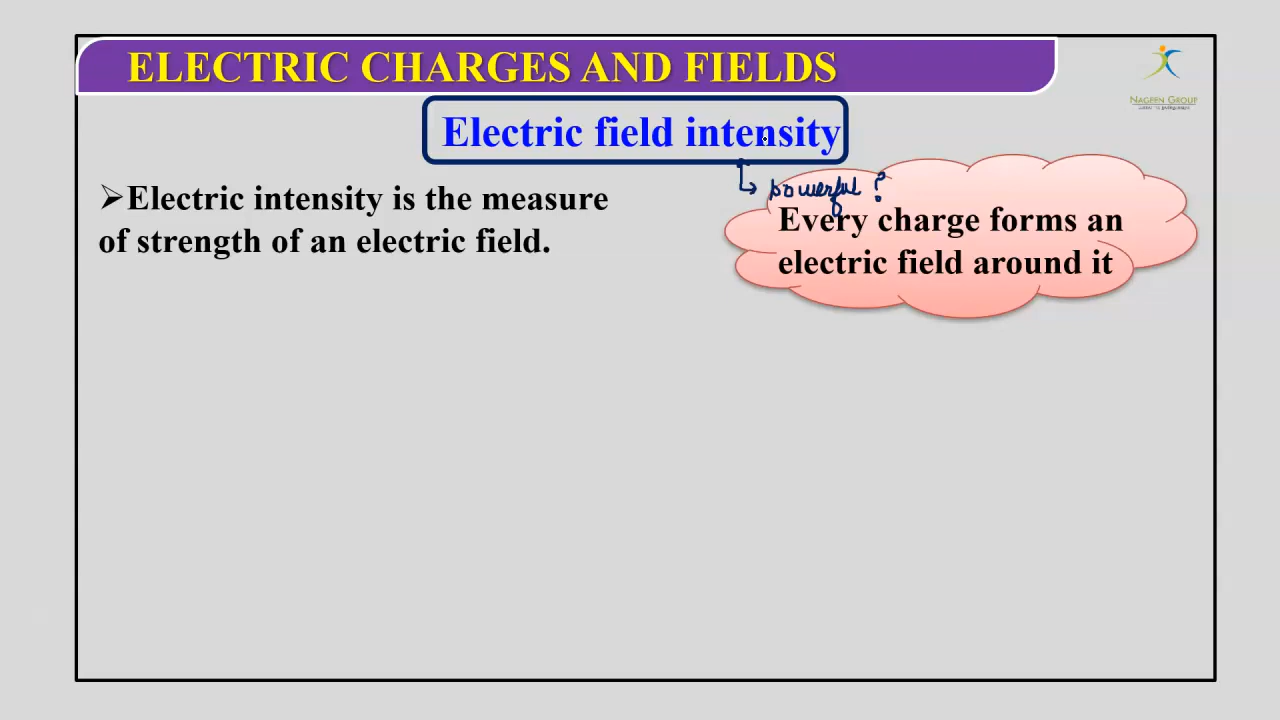 ELECTRIC CHARGES AND FIELDS
NAGEEN GROUP
Electric field intensity
powerful ?
➢Electric intensity is the measure
of strength of an electric field.
Every charge forms an
electric field around it